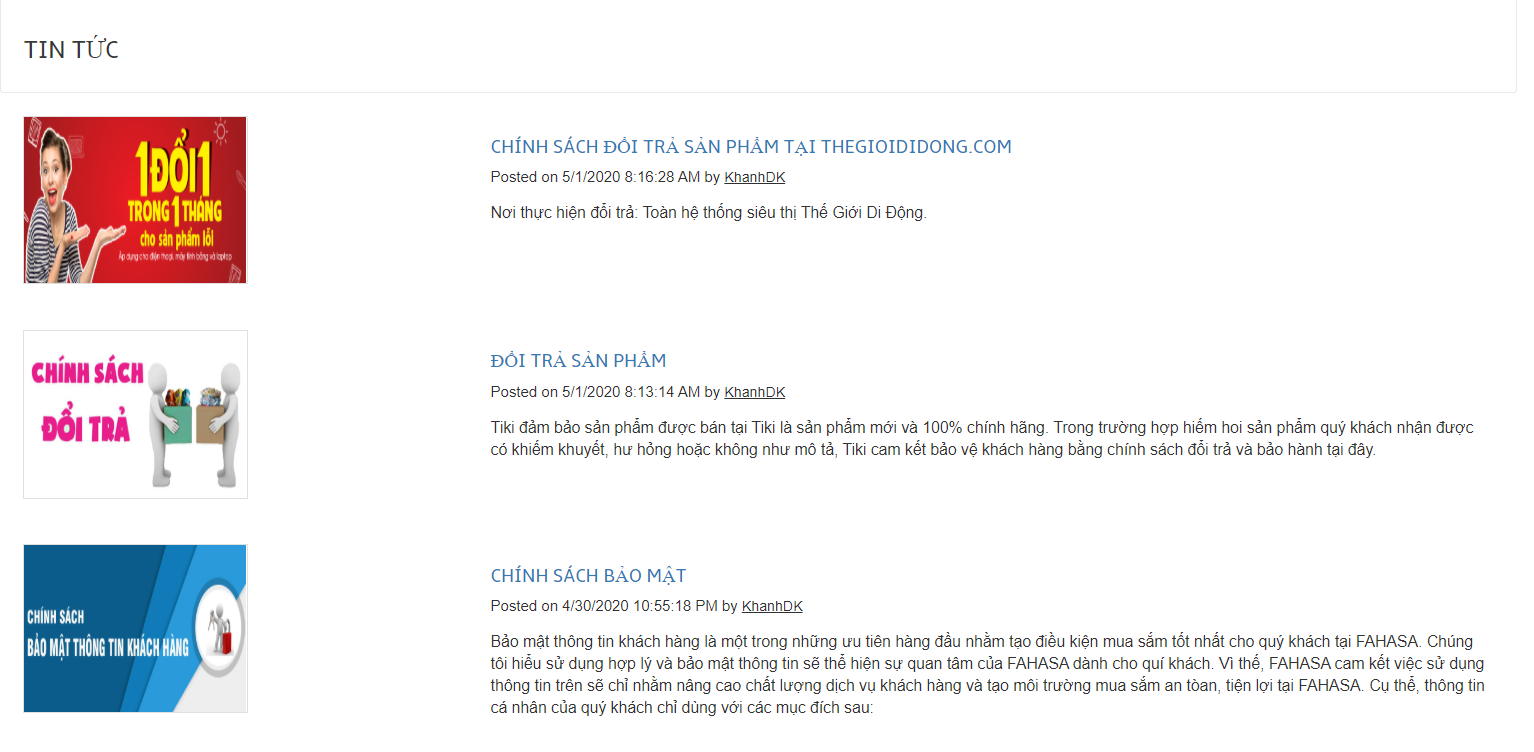 TIN TỨC
1ĐỔI1
TRONG 1 THÁNG
cho sản phẩm lỗi
Áp dụng cho điện thoại, máy tính bảng và laptop
CHÍNH SÁCH ĐỔI TRẢ SẢN PHẨM TẠI THEGIOIDIDONG.COM
Posted on 5/1/2020 8:16:28 AM by KhanhDK
Nơi thực hiện đổi trả: Toàn hệ thống siêu thị Thế Giới Di Động.
CHÍNH SÁCH
ĐỔI TRẢ
ĐỔI TRẢ SẢN PHẨM
Posted on 5/1/2020 8:13:14 AM by KhanhDK
Tiki đảm bảo sản phẩm được bán tại Tiki là sản phẩm mới và 100% chính hãng. Trong trường hợp hiếm hoi sản phẩm quý khách nhận được
có khiếm khuyết, hư hỏng hoặc không như mô tả, Tiki cam kết bảo vệ khách hàng bằng chính sách đổi trả và bảo hành tại đây.
CHÍNH SÁCH
BẢO MẬT THÔNG TIN KHÁCH HÀNG
CHÍNH SÁCH BẢO MẬT
Posted on 4/30/2020 10:55:18 PM by KhanhDK
Bảo mật thông tin khách hàng là một trong những ưu tiên hàng đầu nhằm tạo điều kiện mua sắm tốt nhất cho quý khách tại FAHASA. Chúng
tôi hiểu sử dụng hợp lý và bảo mật thông tin sẽ thể hiện sự quan tâm của FAHASA dành cho quí khách. Vì thế, FAHASA cam kết việc sử dụng
thông tin trên sẽ chỉ nhằm nâng cao chất lượng dịch vụ khách hàng và tạo môi trường mua sắm an tòan, tiện lợi tại FAHASA. Cụ thể, thông tin
cá nhân của quý khách chỉ dùng với các mục đích sau: